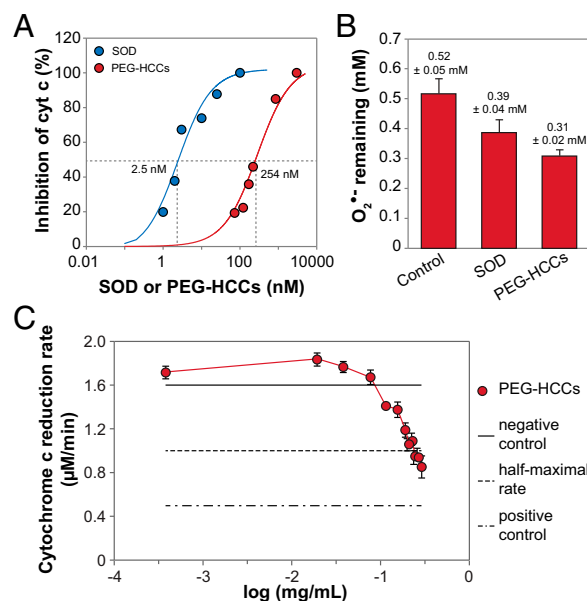 A
SOD
PEG-HCCs
Inhibition of cyt c (%)
120
100
80
60
40
20
0
2.5 nM
254 nM
0.01
1
100
10000
SOD or PEG-HCCs (nM)
B
O2•- remaining (mM)
0.7
0.6
0.5
0.4
0.3
0.2
0.1
0
0.52
± 0.05 mM
0.39
± 0.04 mM
0.31
± 0.02 mM
Control
SOD
PEG-HCCs
C
Cytochrome c reduction rate
(µM/min)
2.0
1.6
1.2
0.8
0.4
0
-4
-3
-2
-1
0
log (mg/mL)
PEG-HCCs
negative
control
half-maximal
rate
positive
control